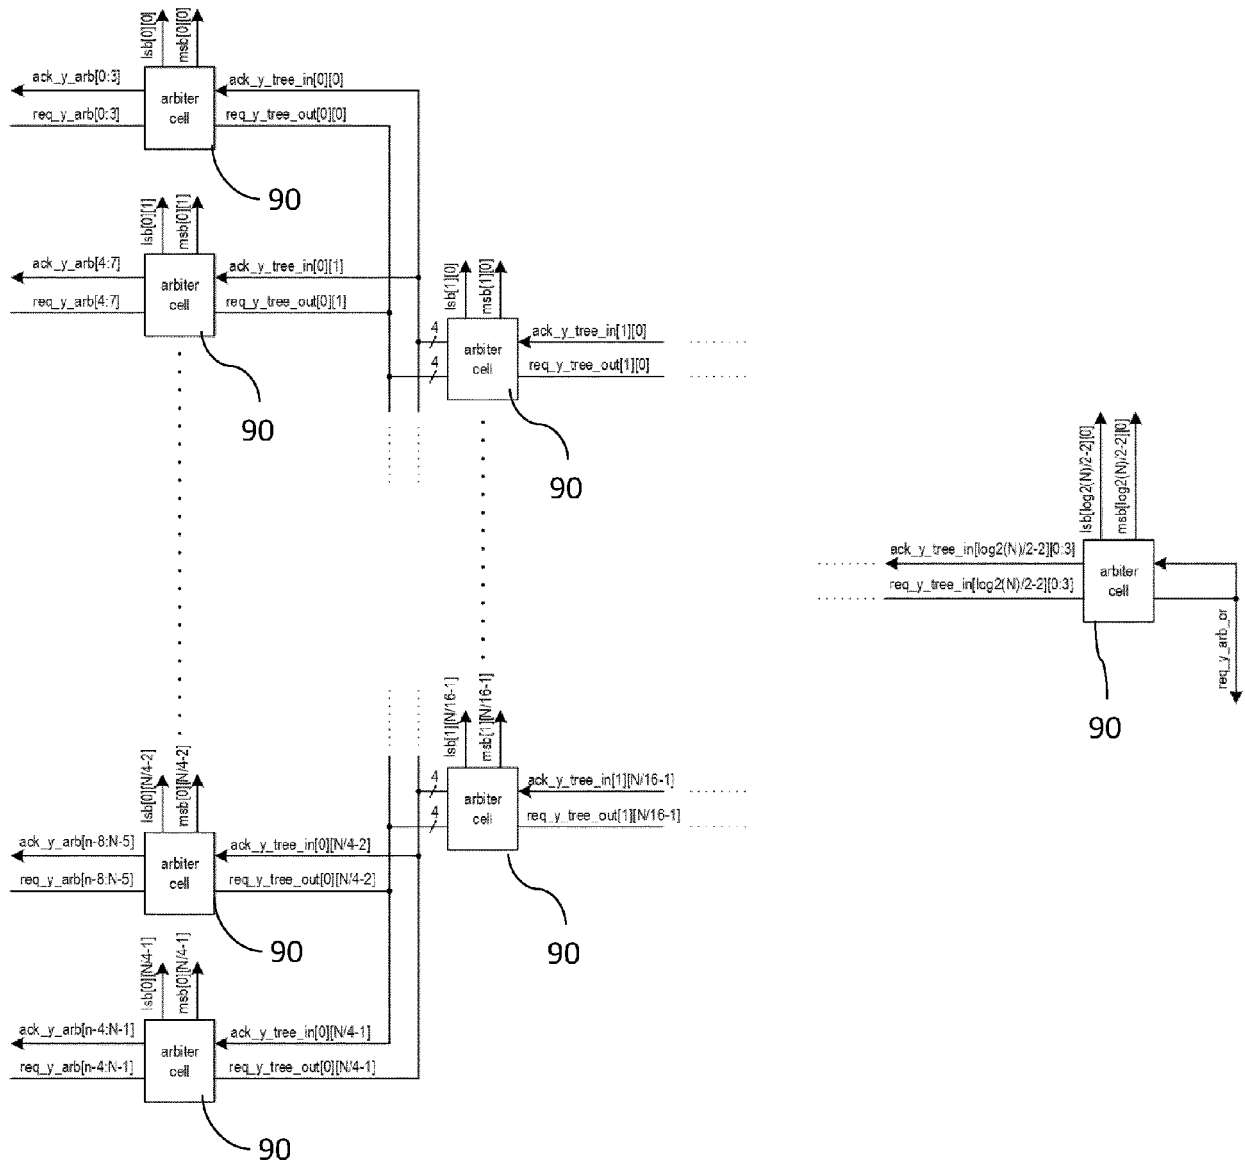 lsb[0][0]
msb[0][0]
ack_y_arb[0:3]
arbiter
cell
ack_y_tree_in[0][0]
req_y_arb[0:3]
req_y_tree_out[0][0]
90
lsb[0][1]
msb[0][1]
ack_y_arb[4:7]
arbiter
cell
ack_y_tree_in[0][1]
req_y_arb[4:7]
req_y_tree_out[0][1]
90
lsb[1][0]
msb[1][0]
4
4
arbiter
cell
ack_y_tree_in[1][0]
req_y_tree_out[1][0]
90
lsb[log2(N)/2-2][0]
msb[log2(N)/2-2][0]
ack_y_tree_in[log2(N)/2-2][0:3]
req_y_tree_in[log2(N)/2-2][0:3]
arbiter
cell
req_y_arb_or
90
lsb[1][N/16-1]
msb[1][N/16-1]
4
4
arbiter
cell
ack_y_tree_in[1][N/16-1]
req_y_tree_out[1][N/16-1]
90
lsb[0][N/4-2]
msb[0][N/4-2]
ack_y_arb[n-8:N-5]
arbiter
cell
ack_y_tree_in[0][N/4-2]
req_y_arb[n-8:N-5]
req_y_tree_out[0][N/4-2]
90
lsb[0][N/4-1]
msb[0][N/4-1]
ack_y_arb[n-4:N-1]
arbiter
cell
ack_y_tree_in[0][N/4-1]
req_y_arb[n-4:N-1]
req_y_tree_out[0][N/4-1]
90